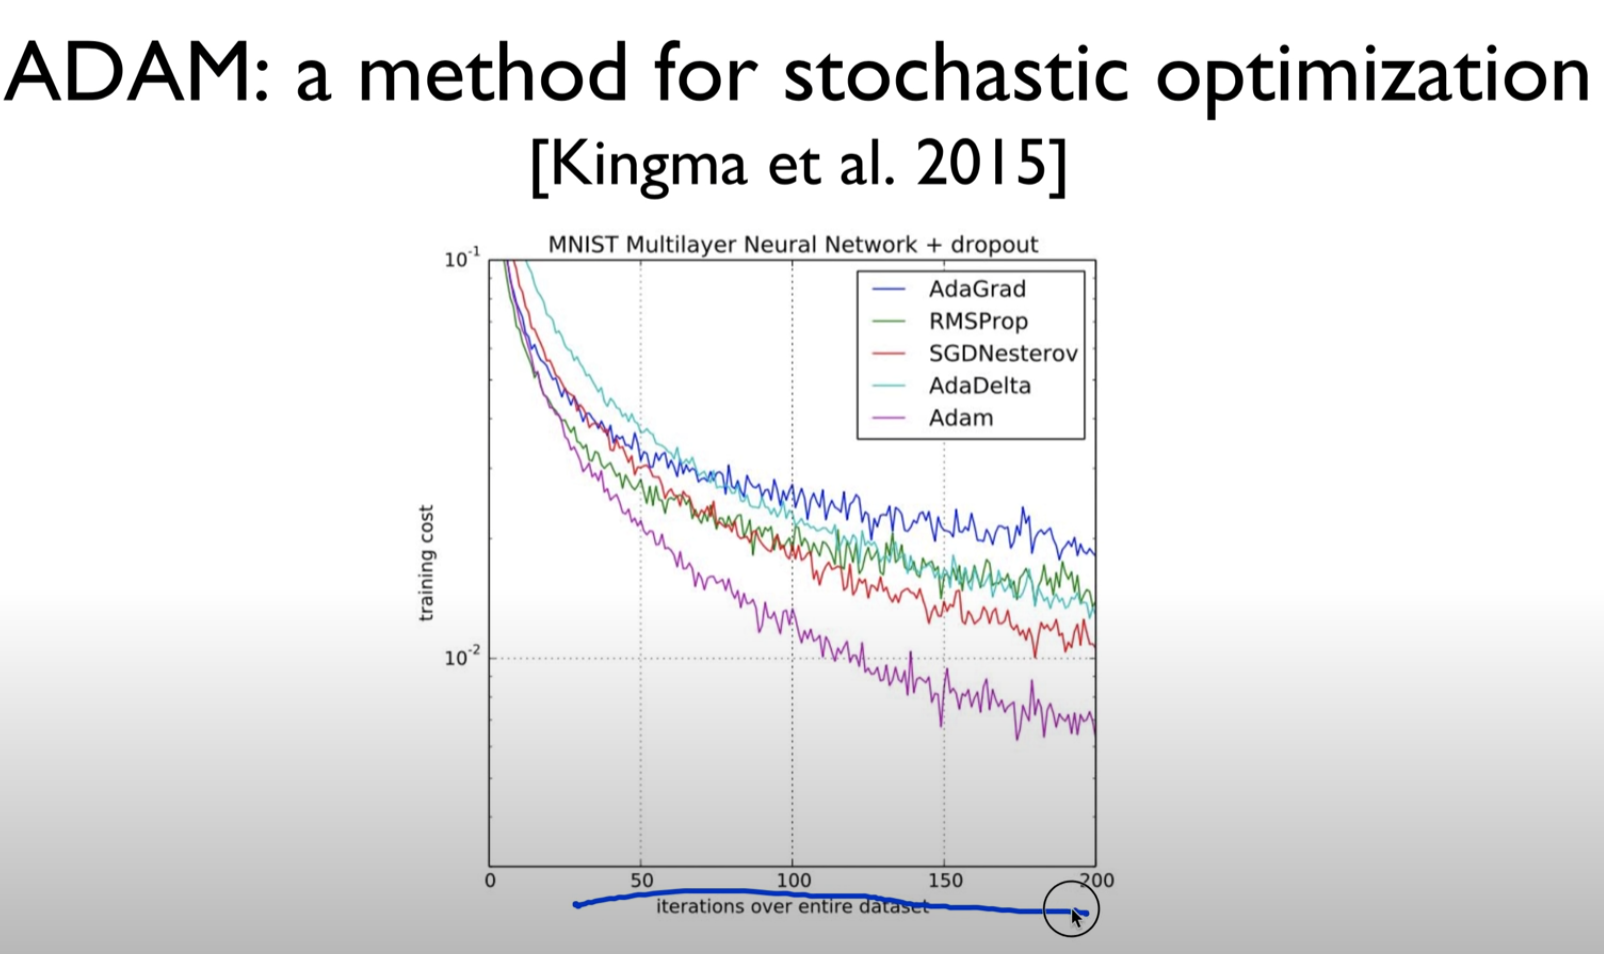 ADAM: a method for stochastic optimization
[Kingma et al. 2015]
MNIST Multilayer Neural Network + dropout
10-1
AdaGrad
RMSProp
SGDNesterov
AdaDelta
Adam
training cost
10-2
0 50 100 150 200
iterations over entire dataset